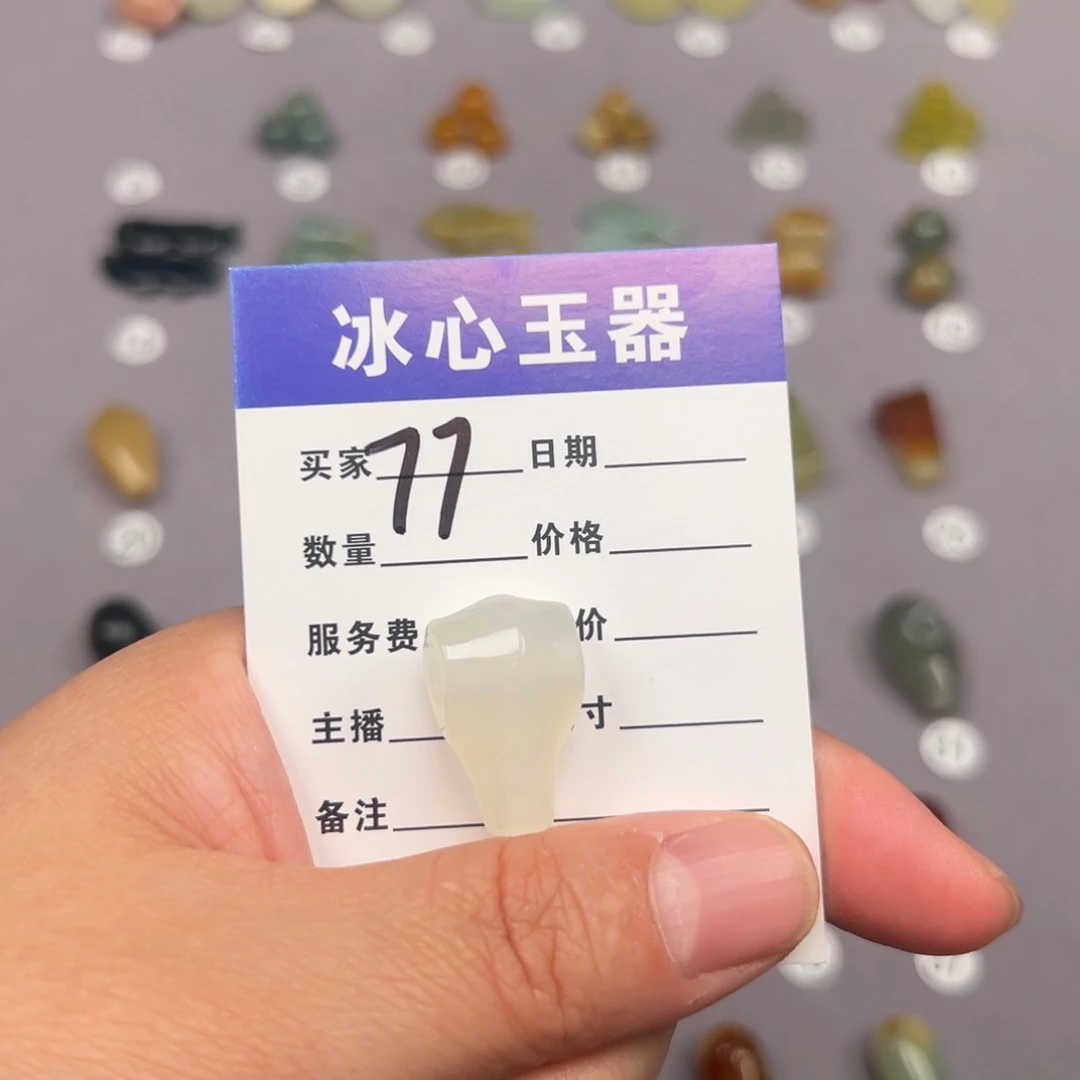 冰心玉器
买家 77 日期
数量 价格
服务费 价
主播 寸
备注